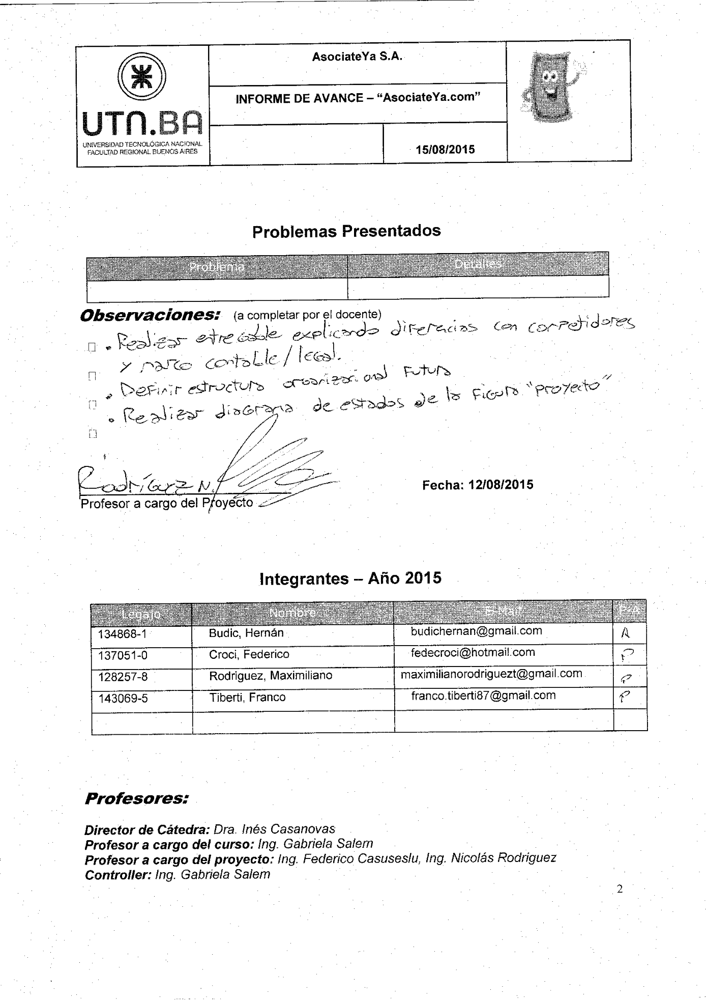 AsociateYa S.A.
INFORME DE AVANCE – “AsociateYa.com”
UTN.BA
UNIVERSIDAD TECNOLÓGICA NACIONAL
FACULTAD REGIONAL BUENOS AIRES
15/08/2015
Problemas Presentados
Problema Detalles
Observaciones: (a completar por el docente)
• Realizar etregable explicando diferecias con competidores
y marco contable/legal.
• Definir estructura organizacional futura
• Realizar diagrama de estados de la figura "proyecto"
Rodríguez N.
Profesor a cargo del Proyecto
Fecha: 12/08/2015
Integrantes – Año 2015
Legajo Nombre E-Mail P-A
134868-1 Budic, Hernán budichernan@gmail.com A
137051-0 Croci, Federico fedecroci@hotmail.com P
128257-8 Rodriguez, Maximiliano maximilianorodriguezt@gmail.com P
143069-5 Tiberti, Franco franco.tiberti87@gmail.com P
Profesores:
Director de Cátedra: Dra. Inés Casanovas
Profesor a cargo del curso: Ing. Gabriela Salem
Profesor a cargo del proyecto: Ing. Federico Casuseslu, Ing. Nicolás Rodríguez
Controller: Ing. Gabriela Salem
2